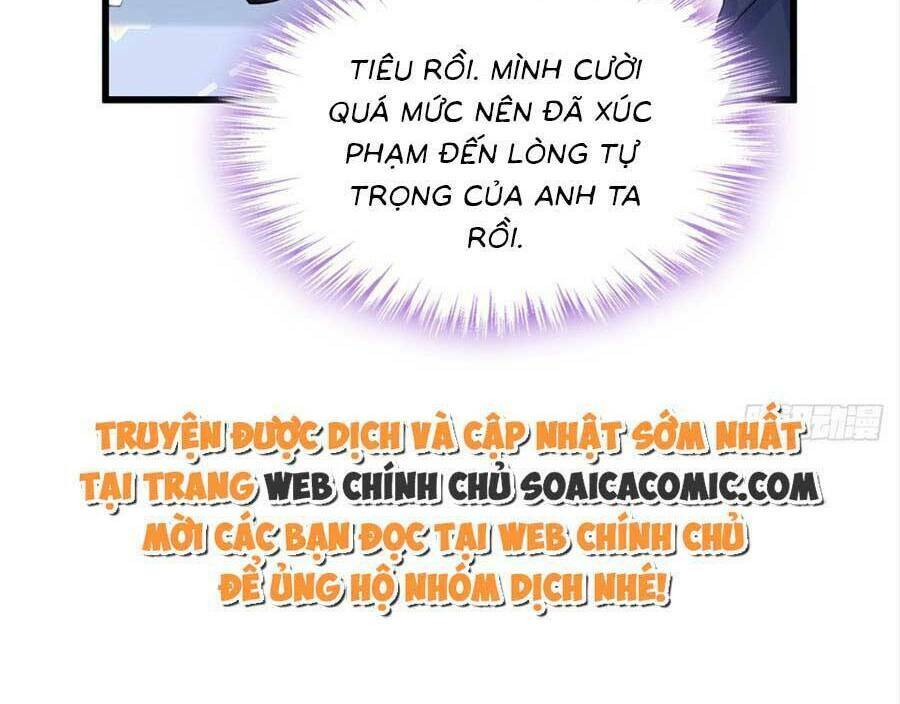 TIÊU RỒI. MÌNH CƯỜI
QUÁ MỨC NÊN ĐÃ XÚC
PHẠM ĐẾN LÒNG TỰ
TRỌNG CỦA ANH TA
RỒI.
TRUYỆN ĐƯỢC DỊCH VÀ CẬP NHẬT SỚM NHẤT
TẠI TRANG WEB CHÍNH CHỦ SOAICACOMIC.COM
MỜI CÁC BẠN ĐỌC TẠI WEB CHÍNH CHỦ
ĐỂ ỦNG HỘ NHÓM DỊCH NHÉ!